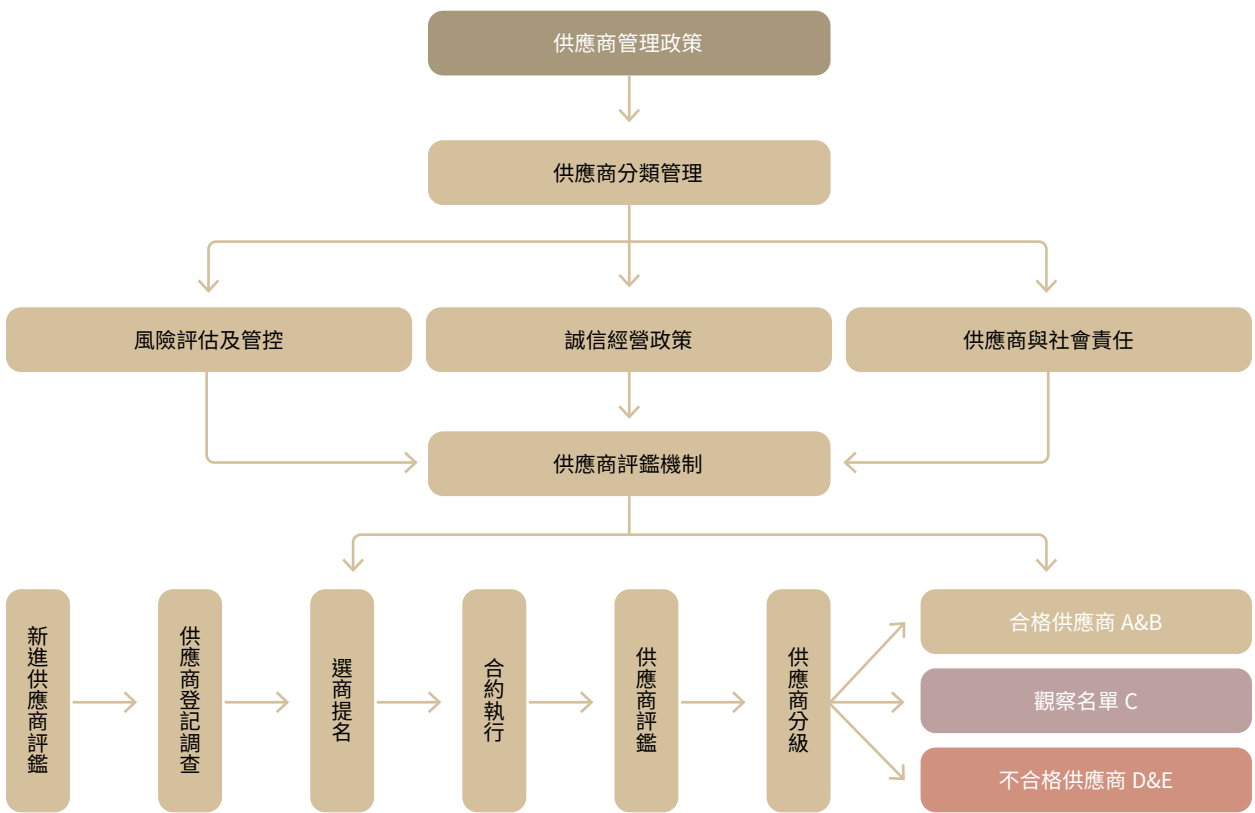 供應商管理政策
供應商分類管理
風險評估及管控
誠信經營政策
供應商與社會責任
供應商評鑑機制
新進供應商評鑑
供應商登記調查
選商提名
合約執行
供應商評鑑
供應商分級
合格供應商 A&B
觀察名單 C
不合格供應商 D&E